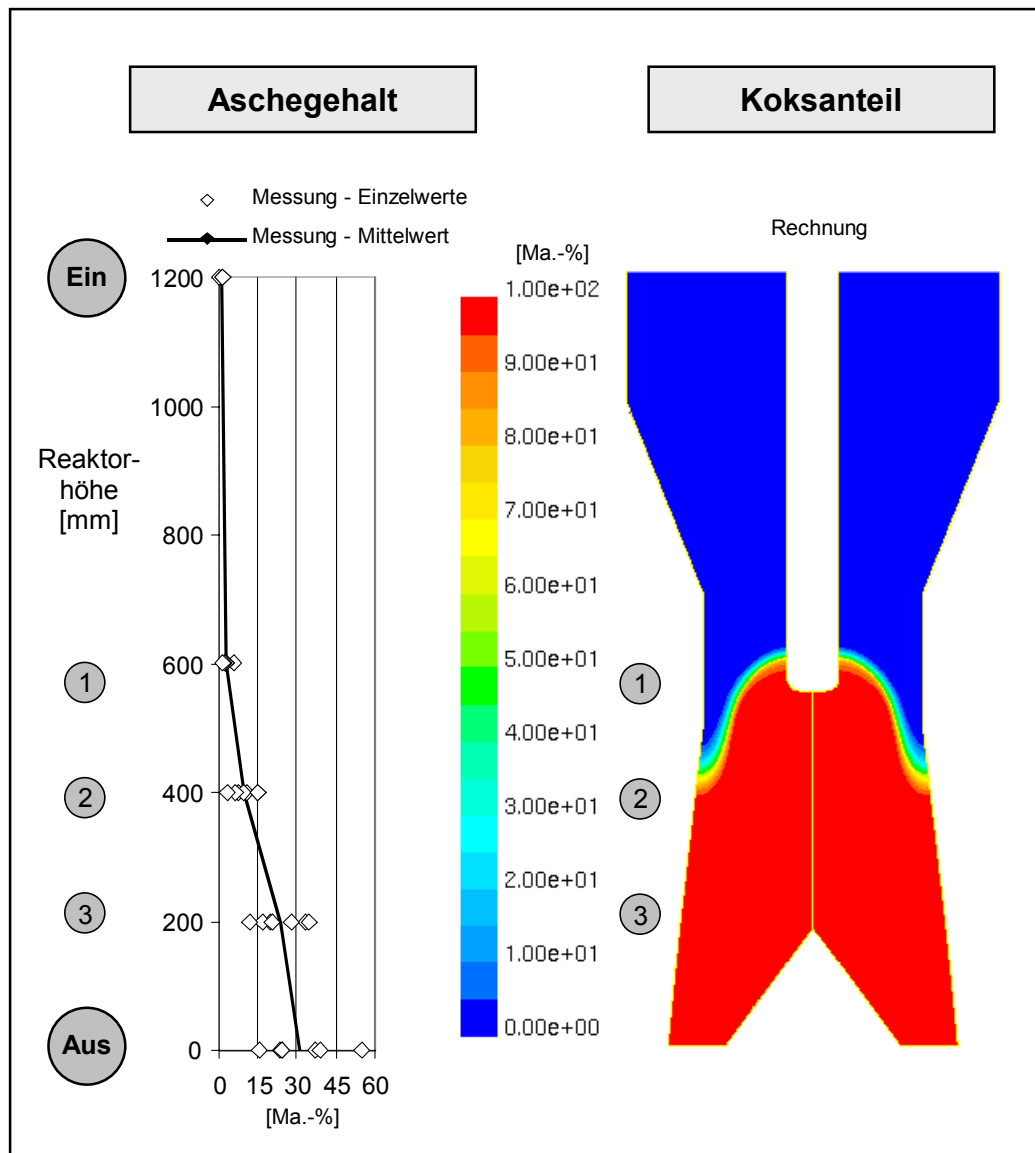 Aschegehalt
Koksanteil
Messung - Einzelwerte
Messung - Mittelwert
Rechnung
[Ma.-%]
Ein
1200
1000
Reaktor-
höhe
[mm]
800
600
1
400
2
200
3
0
Aus
0 15 30 45 60
[Ma.-%]
1.00e+02
9.00e+01
8.00e+01
7.00e+01
6.00e+01
5.00e+01
4.00e+01
3.00e+01
2.00e+01
1.00e+01
0.00e+00
1
2
3